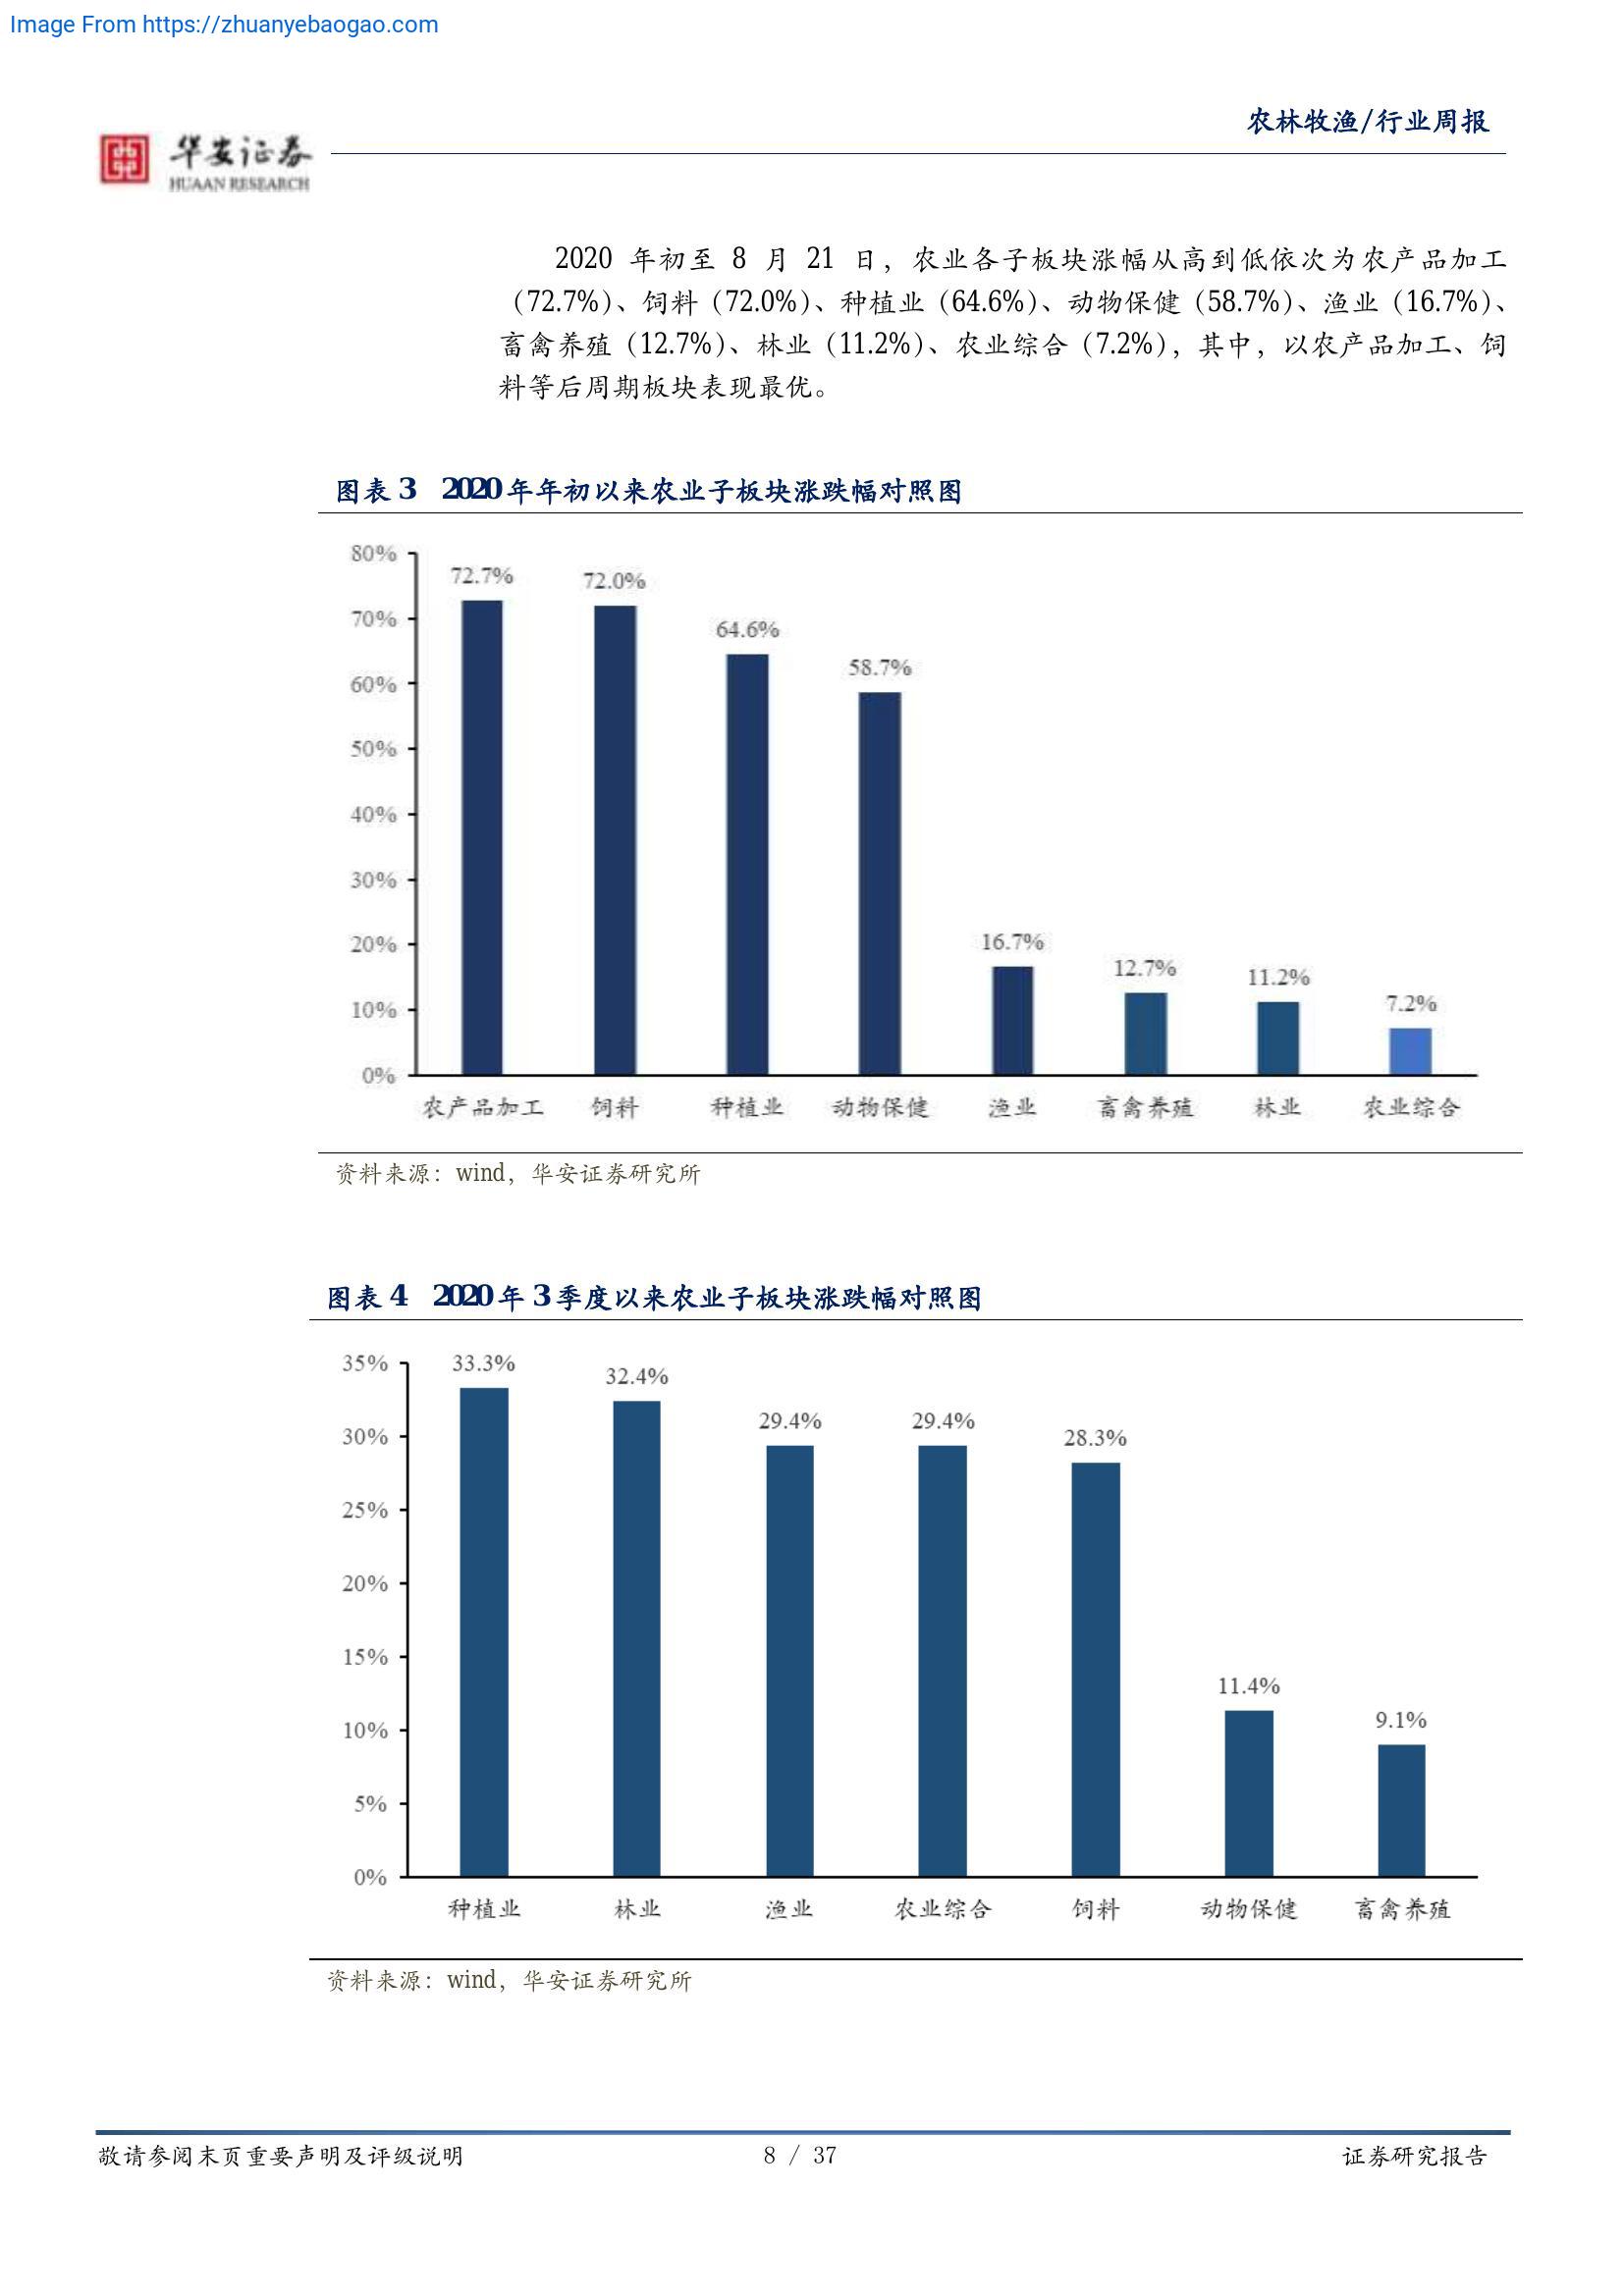 Image From https://zhuanyebaogao.com
农林牧渔/行业周报
华安证券
HUAAN RESEARCH
2020 年初至 8 月 21 日，农业各子板块涨幅从高到低依次为农产品加工
（72.7%）、饲料（72.0%）、种植业（64.6%）、动物保健（58.7%）、渔业（16.7%）、
畜禽养殖（12.7%）、林业（11.2%）、农业综合（7.2%），其中，以农产品加工、饲
料等后周期板块表现最优。
图表 3 2020 年年初以来农业子板块涨跌幅对照图
80%
70%
60%
50%
40%
30%
20%
10%
0%
72.7%
72.0%
64.6%
58.7%
16.7%
12.7%
11.2%
7.2%
农产品加工 饲料 种植业 动物保健 渔业 畜禽养殖 林业 农业综合
资料来源：wind，华安证券研究所
图表 4 2020 年 3 季度以来农业子板块涨跌幅对照图
35%
30%
25%
20%
15%
10%
5%
0%
33.3%
32.4%
29.4%
29.4%
28.3%
11.4%
9.1%
种植业 林业 渔业 农业综合 饲料 动物保健 畜禽养殖
资料来源：wind，华安证券研究所
敬请参阅末页重要声明及评级说明 8 / 37 证券研究报告